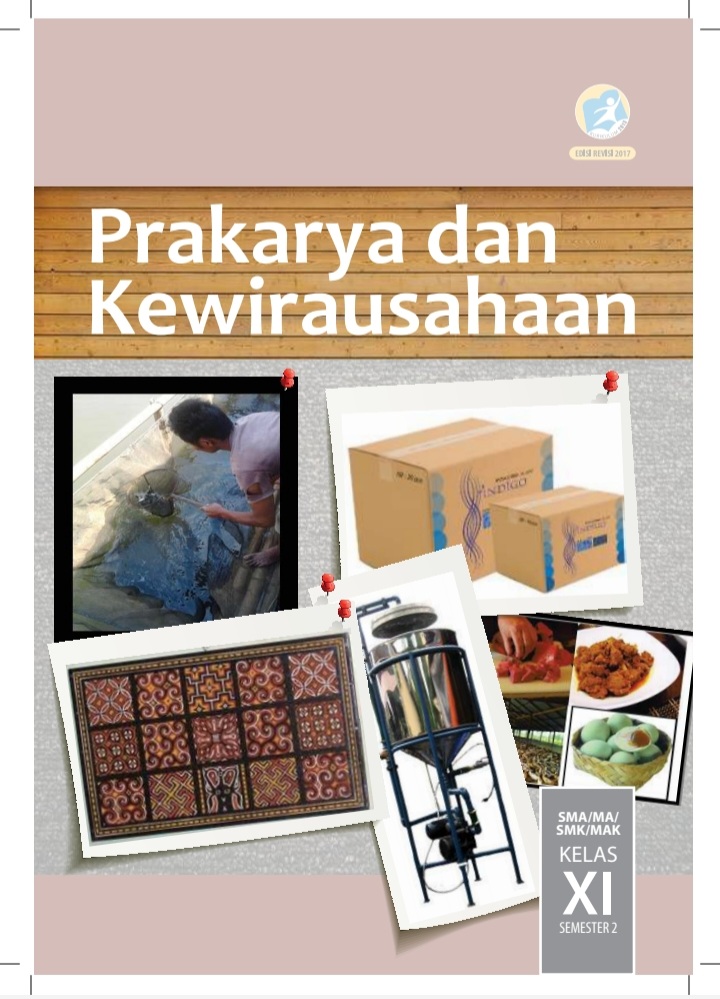 EDISI REVISI 2017
Prakarya dan
Kewirausahaan
INDIGO
SMA/MA/
SMK/MAK
KELAS
XI
SEMESTER 2